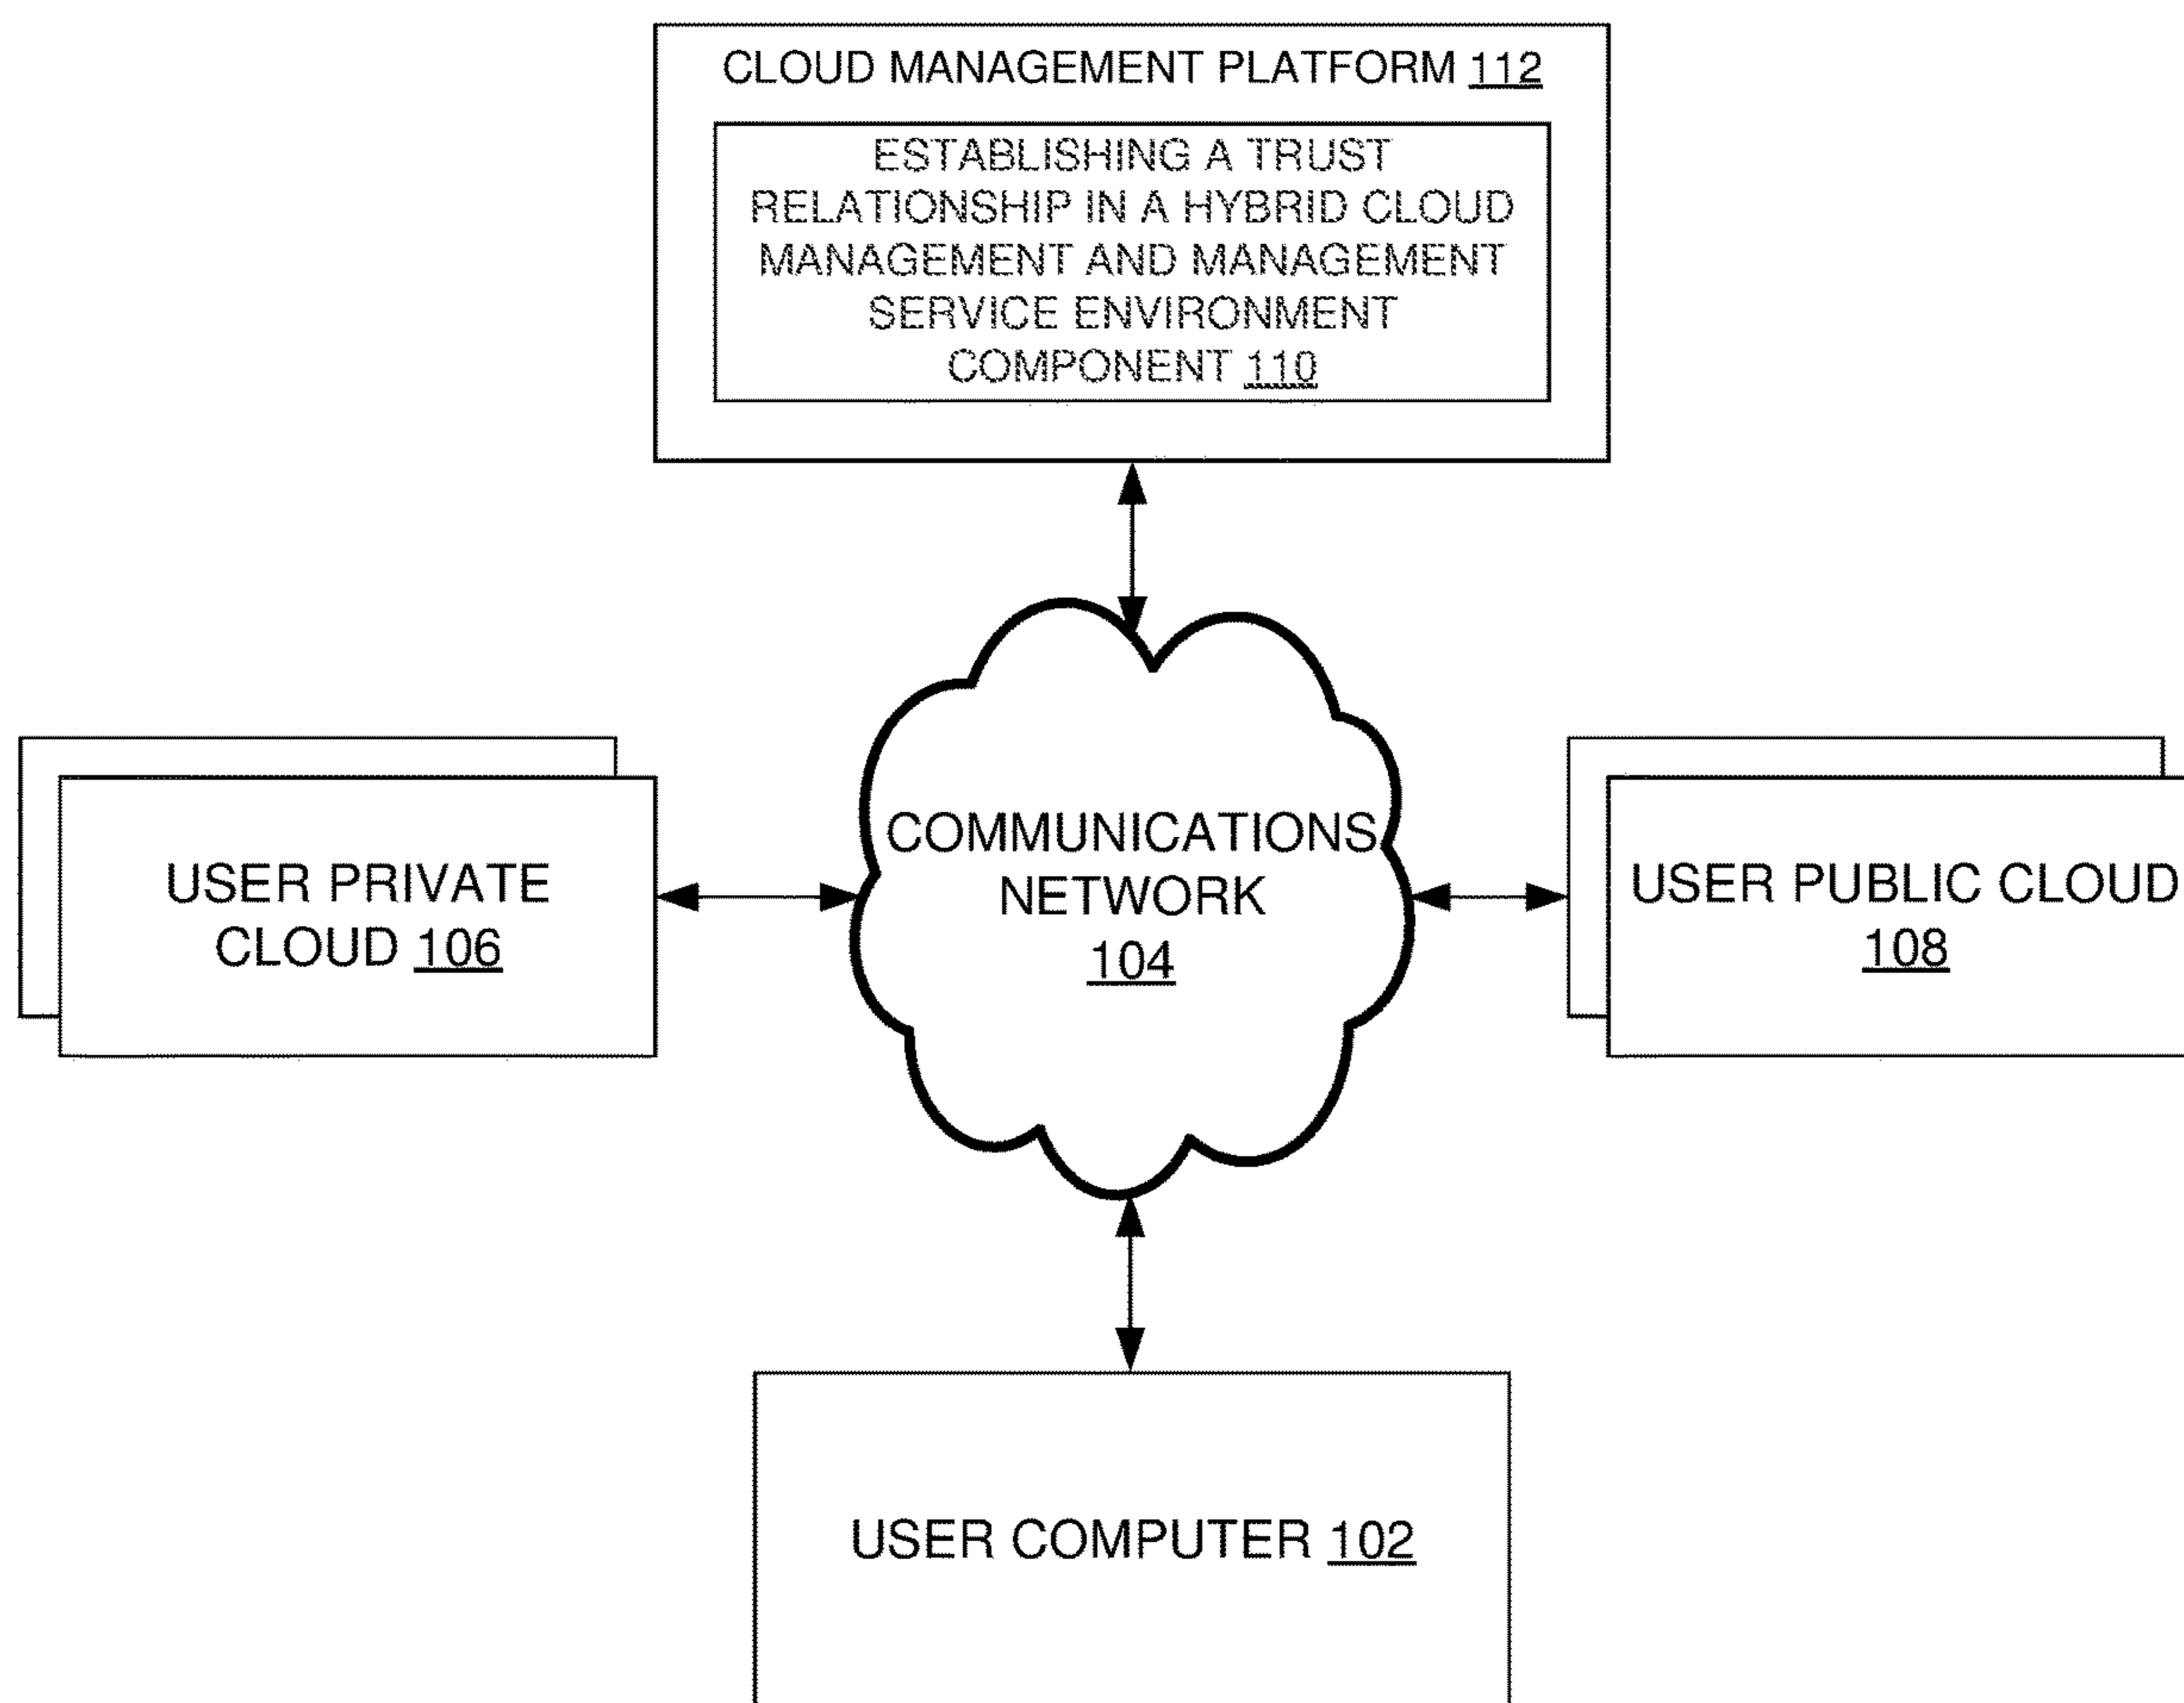 CLOUD MANAGEMENT PLATFORM 112
ESTABLISHING A TRUST
RELATIONSHIP IN A HYBRID CLOUD
MANAGEMENT AND MANAGEMENT
SERVICE ENVIRONMENT
COMPONENT 110
COMMUNICATIONS
NETWORK
104
USER PRIVATE
CLOUD 106
USER PUBLIC CLOUD
108
USER COMPUTER 102